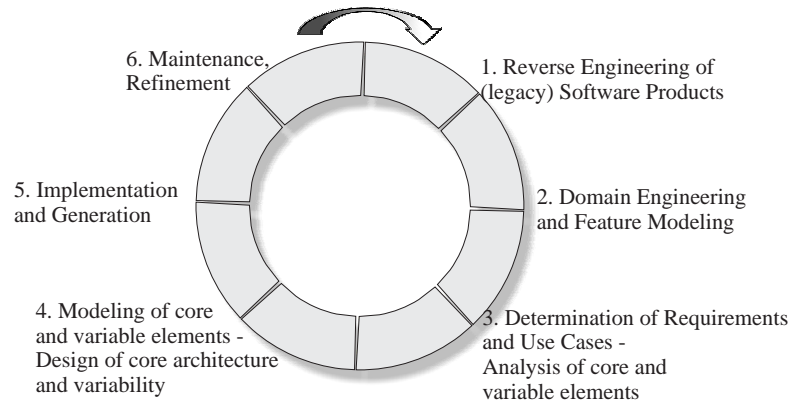 1. Reverse Engineering of
(legacy) Software Products
2. Domain Engineering
and Feature Modeling
3. Determination of Requirements
and Use Cases -
Analysis of core and
variable elements
4. Modeling of core
and variable elements -
Design of core architecture
and variability
5. Implementation
and Generation
6. Maintenance,
Refinement